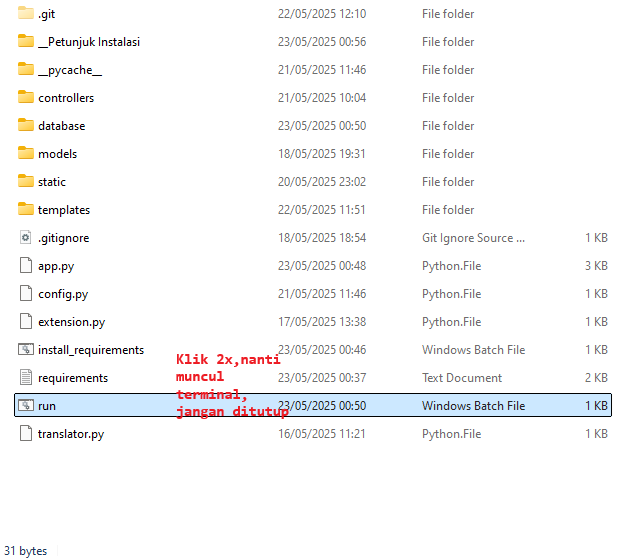 .git 22/05/2025 12:10 File folder
__Petunjuk Instalasi 23/05/2025 00:56 File folder
__pycache__ 21/05/2025 11:46 File folder
controllers 21/05/2025 10:04 File folder
database 23/05/2025 00:50 File folder
models 18/05/2025 19:31 File folder
static 20/05/2025 23:02 File folder
templates 22/05/2025 11:51 File folder
.gitignore 18/05/2025 18:54 Git Ignore Source ... 1 KB
app.py 23/05/2025 00:48 Python.File 3 KB
config.py 21/05/2025 11:46 Python.File 1 KB
extension.py 17/05/2025 13:38 Python.File 1 KB
install_requirements 23/05/2025 00:46 Windows Batch File 1 KB
Klik 2x,nanti
muncul
terminal,
jangan ditutup
requirements 23/05/2025 00:37 Text Document 2 KB
run 23/05/2025 00:50 Windows Batch File 1 KB
translator.py 16/05/2025 11:21 Python.File 1 KB
31 bytes